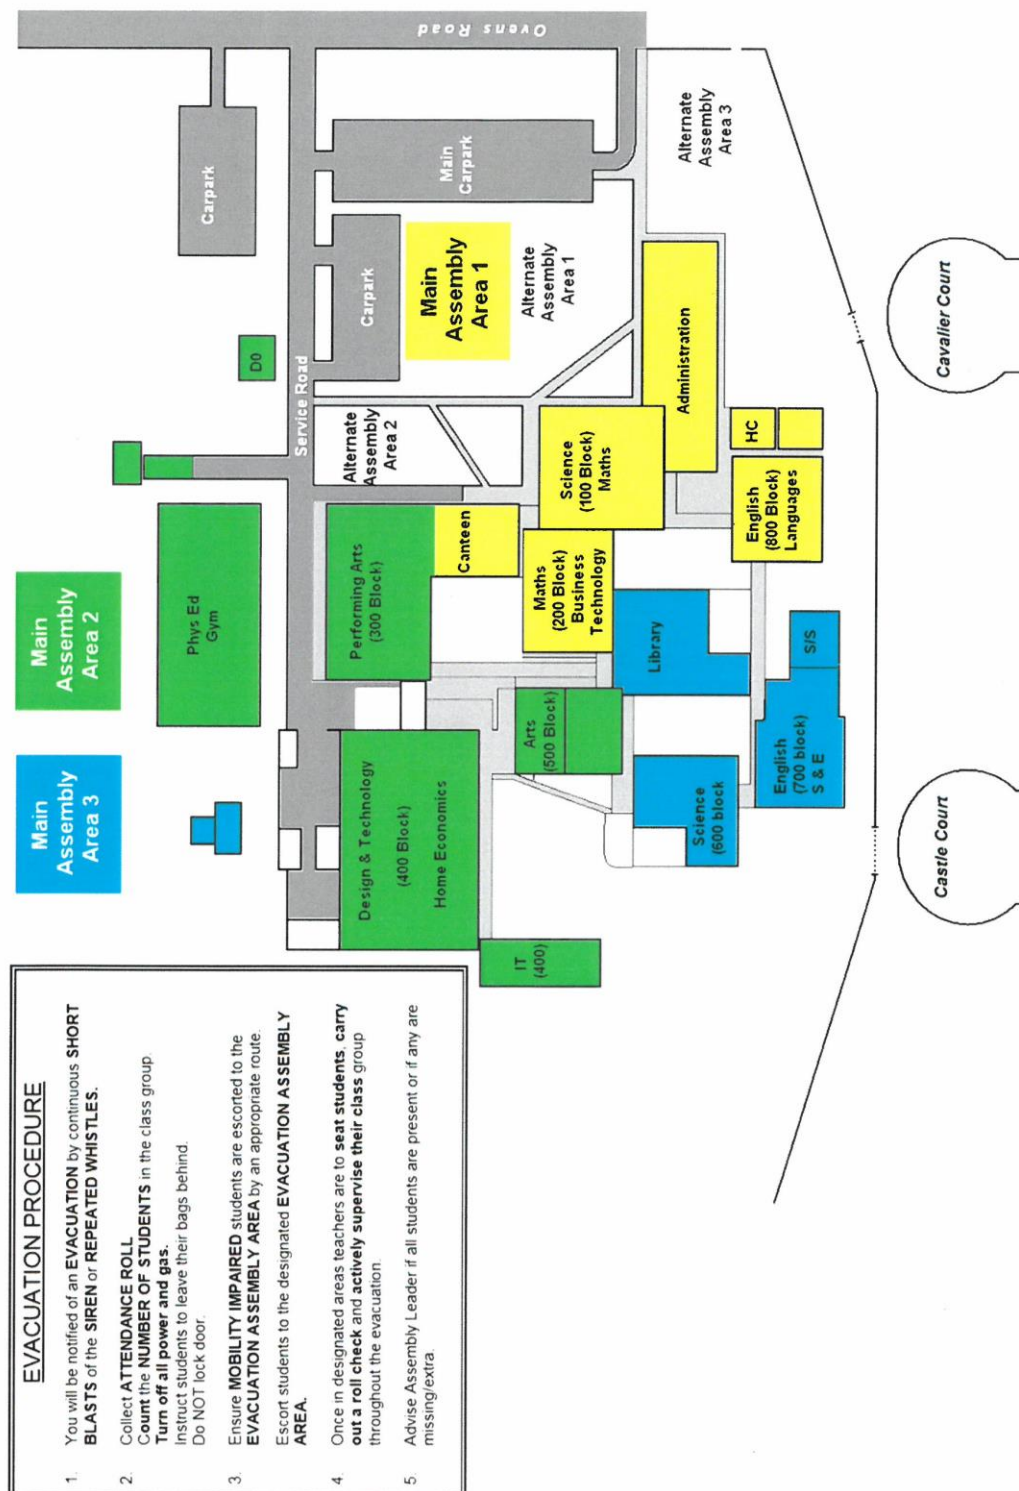 EVACUATION PROCEDURE
1. You will be notified of an EVACUATION by continuous SHORT
BLASTS of the SIREN or REPEATED WHISTLES.
2. Collect ATTENDANCE ROLL
Count the NUMBER OF STUDENTS in the class group.
Turn off all power and gas.
Instruct students to leave their bags behind.
Do NOT lock door.
3. Ensure MOBILITY IMPAIRED students are escorted to the
EVACUATION ASSEMBLY AREA by an appropriate route.
Escort students to the designated EVACUATION ASSEMBLY
AREA.
4. Once in designated areas teachers are to seat students, carry
out a roll check and actively supervise their class group
throughout the evacuation.
5. Advise Assembly Leader if all students are present or if any are
missing/extra.
Main
Assembly
Area 3
Main
Assembly
Area 2
Phys Ed
Gym
D0
Carpark
Service Road
Ovens Road
Design & Technology
(400 Block)
Home Economics
IT
(400)
Performing Arts
(300 Block)
Canteen
Alternate
Assembly
Area 2
Carpark
Main
Carpark
Main
Assembly
Area 1
Alternate
Assembly
Area 1
Alternate
Assembly
Area 3
Arts
(500 Block)
Maths
(200 Block)
Business
Technology
Science
(100 Block)
Maths
Administration
Library
Science
(600 block
English
(700 block)
S & E
S/S
English
(800 Block)
Languages
HC
Castle Court
Cavalier Court